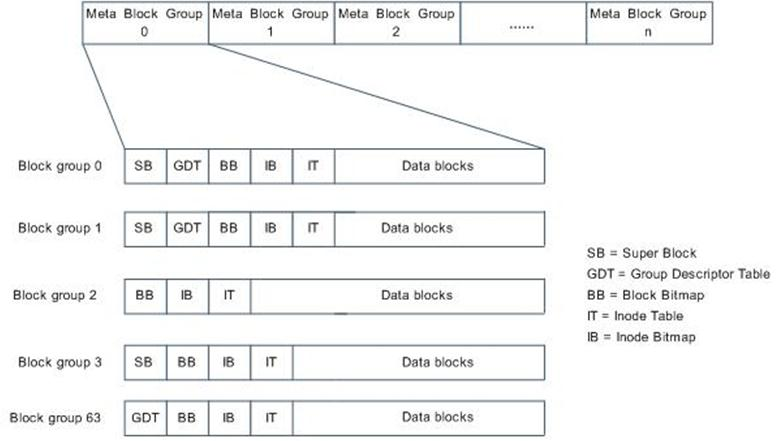 Meta Block Group
0
Meta Block Group
1
Meta Block Group
2
......
Meta Block Group
n
Block group 0
SB
GDT
BB
IB
IT
Data blocks
Block group 1
SB
GDT
BB
IB
IT
Data blocks
Block group 2
BB
IB
IT
Data blocks
Block group 3
SB
BB
IB
IT
Data blocks
Block group 63
GDT
BB
IB
IT
Data blocks
SB = Super Block
GDT = Group Descriptor Table
BB = Block Bitmap
IT = Inode Table
IB = Inode Bitmap